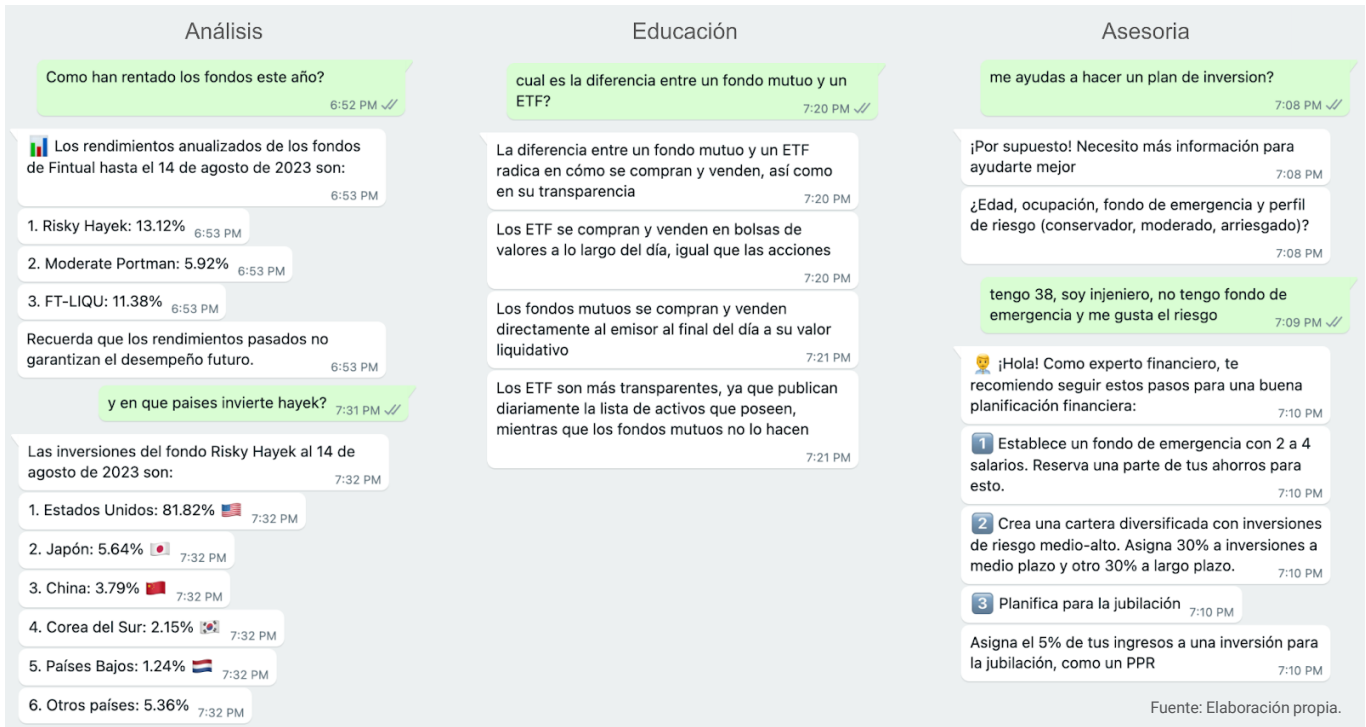 Análisis
Como han rentado los fondos este año?
6:52 PM
Los rendimientos anualizados de los fondos
de Fintual hasta el 14 de agosto de 2023 son:
6:53 PM
1. Risky Hayek: 13.12%
6:53 PM
2. Moderate Portman: 5.92%
6:53 PM
3. FT-LIQU: 11.38%
6:53 PM
Recuerda que los rendimientos pasados no
garantizan el desempeño futuro.
6:53 PM
y en que paises invierte hayek?
7:31 PM
Las inversiones del fondo Risky Hayek al 14 de
agosto de 2023 son:
7:32 PM
1. Estados Unidos: 81.82%
7:32 PM
2. Japón: 5.64%
7:32 PM
3. China: 3.79%
7:32 PM
4. Corea del Sur: 2.15%
7:32 PM
5. Países Bajos: 1.24%
7:32 PM
6. Otros países: 5.36%
7:32 PM
Educación
cual es la diferencia entre un fondo mutuo y un
ETF?
7:20 PM
La diferencia entre un fondo mutuo y un ETF
radica en cómo se compran y venden, así como
en su transparencia
7:20 PM
Los ETF se compran y venden en bolsas de
valores a lo largo del día, igual que las acciones
7:20 PM
Los fondos mutuos se compran y venden
directamente al emisor al final del día a su valor
liquidativo
7:21 PM
Los ETF son más transparentes, ya que publican
diariamente la lista de activos que poseen,
mientras que los fondos mutuos no lo hacen
7:21 PM
Asesoria
me ayudas a hacer un plan de inversion?
7:08 PM
¡Por supuesto! Necesito más información para
ayudarte mejor
7:08 PM
¿Edad, ocupación, fondo de emergencia y perfil
de riesgo (conservador, moderado, arriesgado)?
7:08 PM
tengo 38, soy injeniero, no tengo fondo de
emergencia y me gusta el riesgo
7:09 PM
¡Hola! Como experto financiero, te
recomiendo seguir estos pasos para una buena
planificación financiera:
7:10 PM
1 Establece un fondo de emergencia con 2 a 4
salarios. Reserva una parte de tus ahorros para
esto.
7:10 PM
2 Crea una cartera diversificada con inversiones
de riesgo medio-alto. Asigna 30% a inversiones a
medio plazo y otro 30% a largo plazo.
7:10 PM
3 Planifica para la jubilación
7:10 PM
Asigna el 5% de tus ingresos a una inversión para
la jubilación, como un PPR
7:10 PM
Fuente: Elaboración propia.